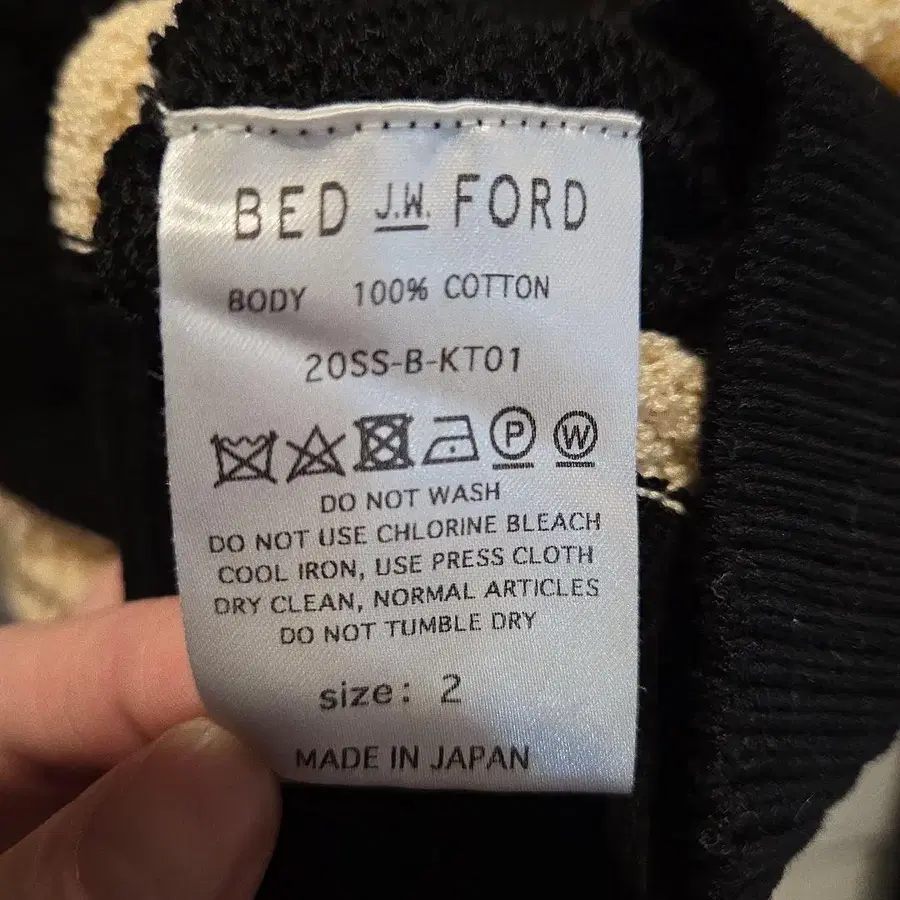 BED J.W. FORD
BODY 100% COTTON
20SS-B-KT01
P W
DO NOT WASH
DO NOT USE CHLORINE BLEACH
COOL IRON, USE PRESS CLOTH
DRY CLEAN, NORMAL ARTICLES
DO NOT TUMBLE DRY
size: 2
MADE IN JAPAN